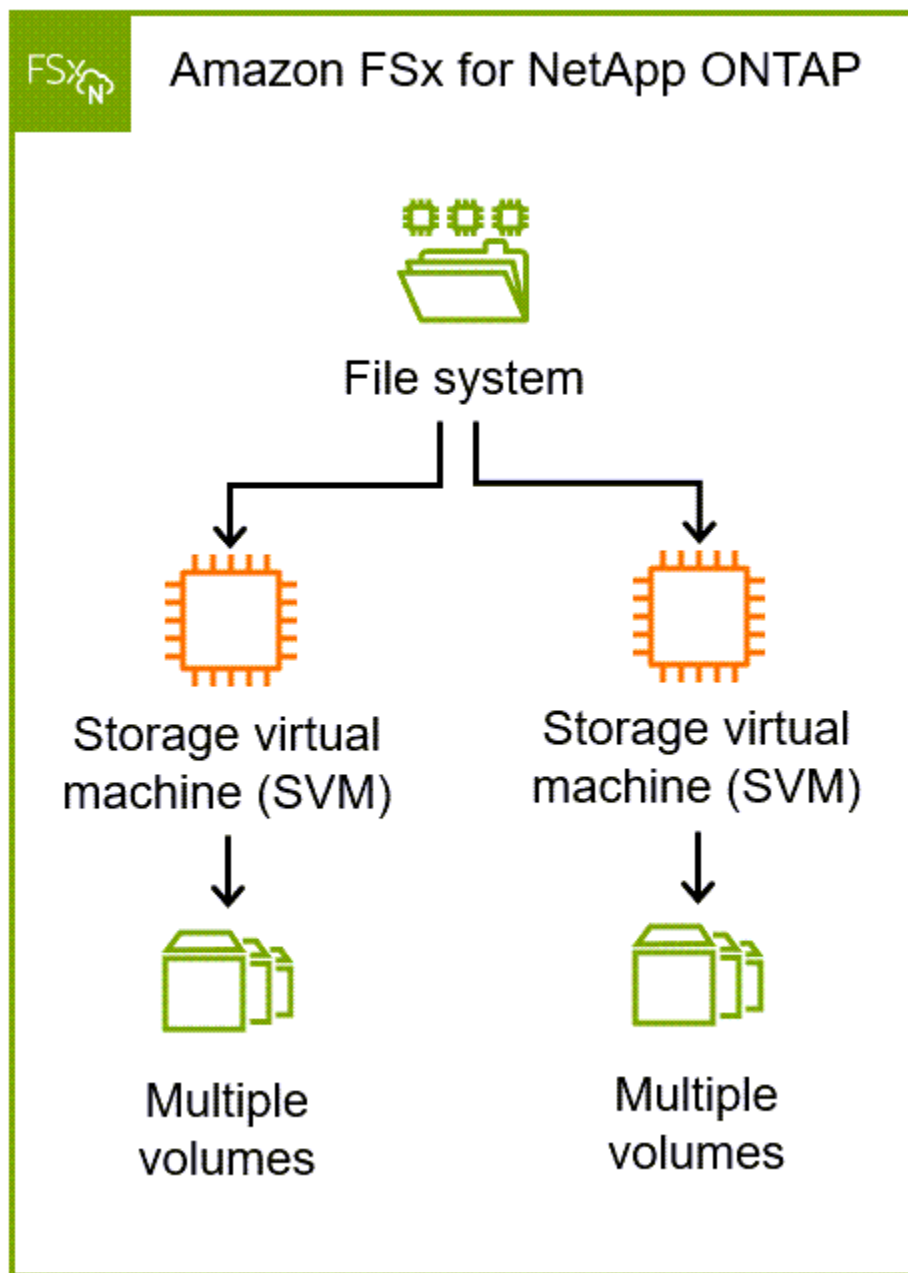 FSx
N
Amazon FSx for NetApp ONTAP
File system
Storage virtual
machine (SVM)
Storage virtual
machine (SVM)
Multiple
volumes
Multiple
volumes